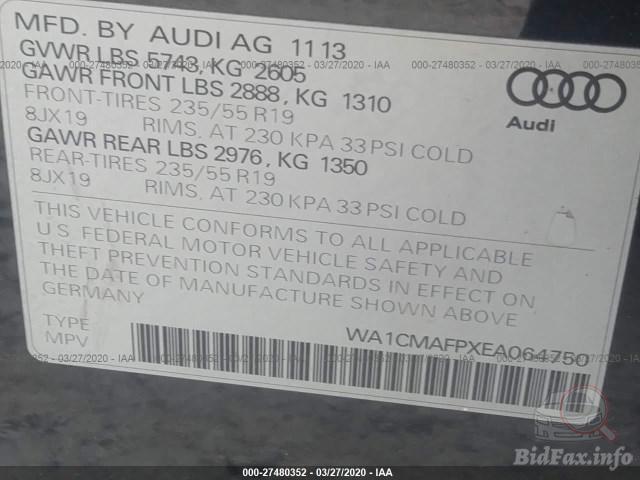 MFD. BY AUDI AG 11 13
GVWR LBS 5743, KG 2605
GAWR FRONT LBS 2888, KG 1310
FRONT-TIRES 235/55 R19
8JX19 RIMS, AT 230 KPA 33 PSI COLD
GAWR REAR LBS 2976, KG 1350
REAR-TIRES 235/55 R19
8JX19 RIMS, AT 230 KPA 33 PSI COLD
Audi
THIS VEHICLE CONFORMS TO ALL APPLICABLE
U.S. FEDERAL MOTOR VEHICLE SAFETY AND
THEFT PREVENTION STANDARDS IN EFFECT ON
THE DATE OF MANUFACTURE SHOWN ABOVE
GERMANY
TYPE
MPV
WA1CMAFPXEA064750
000-27480352 - 03/27/2020 - IAA
BidFax.info